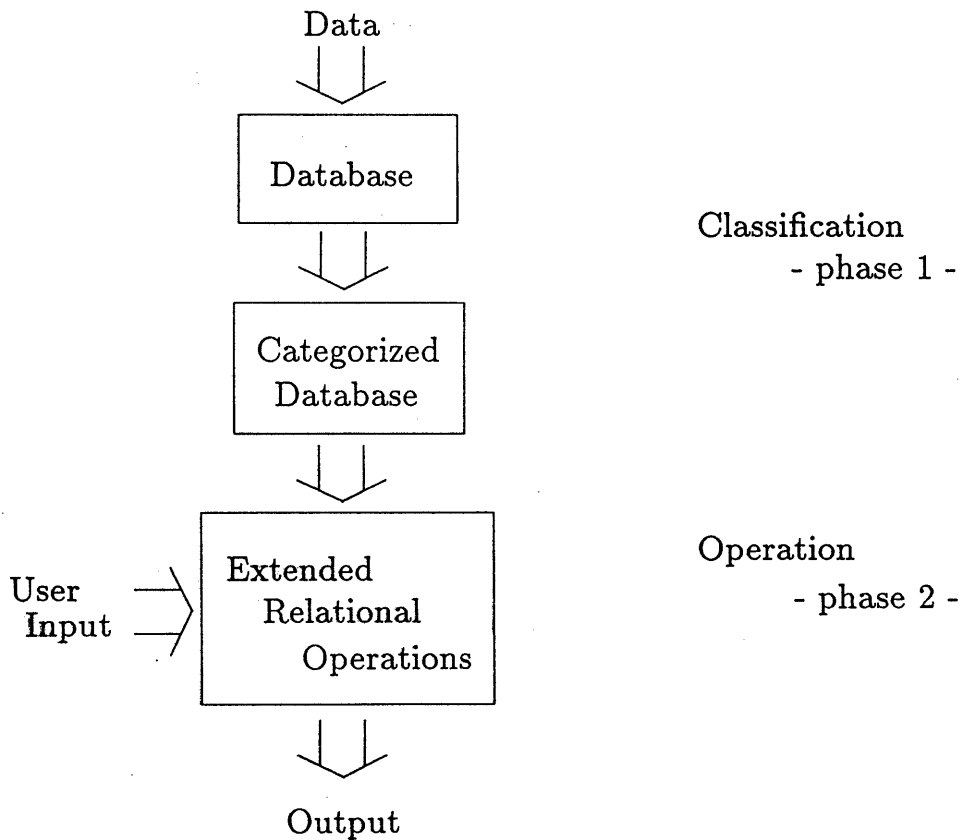 Data
Database
Classification
- phase 1 -
Categorized
Database
Extended
Relational
Operations
Operation
- phase 2 -
User
Input
Output